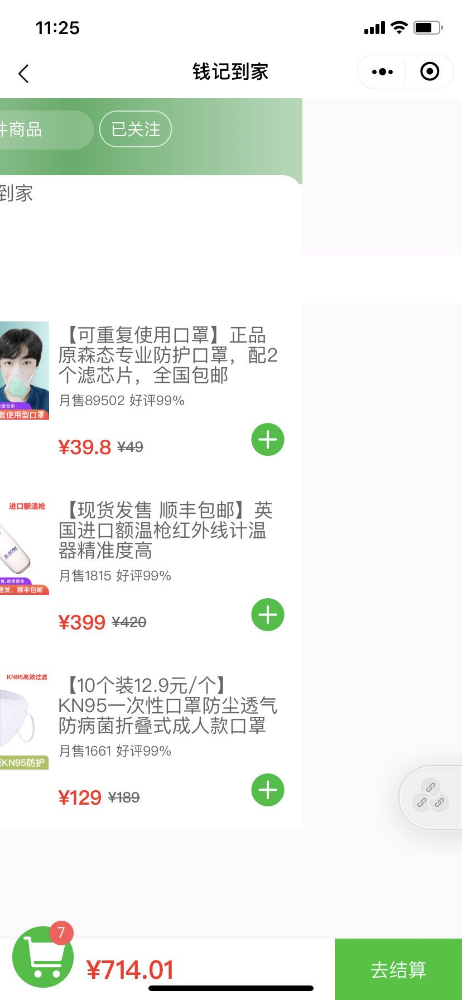 11:25
钱记到家
件商品
已关注
到家
【可重复使用口罩】正品
原森态专业防护口罩，配2
个滤芯片，全国包邮
月售89502 好评99%
¥39.8 ¥49
全国包邮
复使用型口罩
进口额温枪
AI-BONN
【现货发售 顺丰包邮】英
国进口额温枪红外线计温
器精准度高
月售1815 好评99%
速发、顺丰包邮
¥399 ¥420
KN95高效过滤
【10个装12.9元/个】
KN95一次性口罩防尘透气
防病菌折叠式成人款口罩
月售1661 好评99%
KN95防护
¥129 ¥189
7
¥714.01
去结算